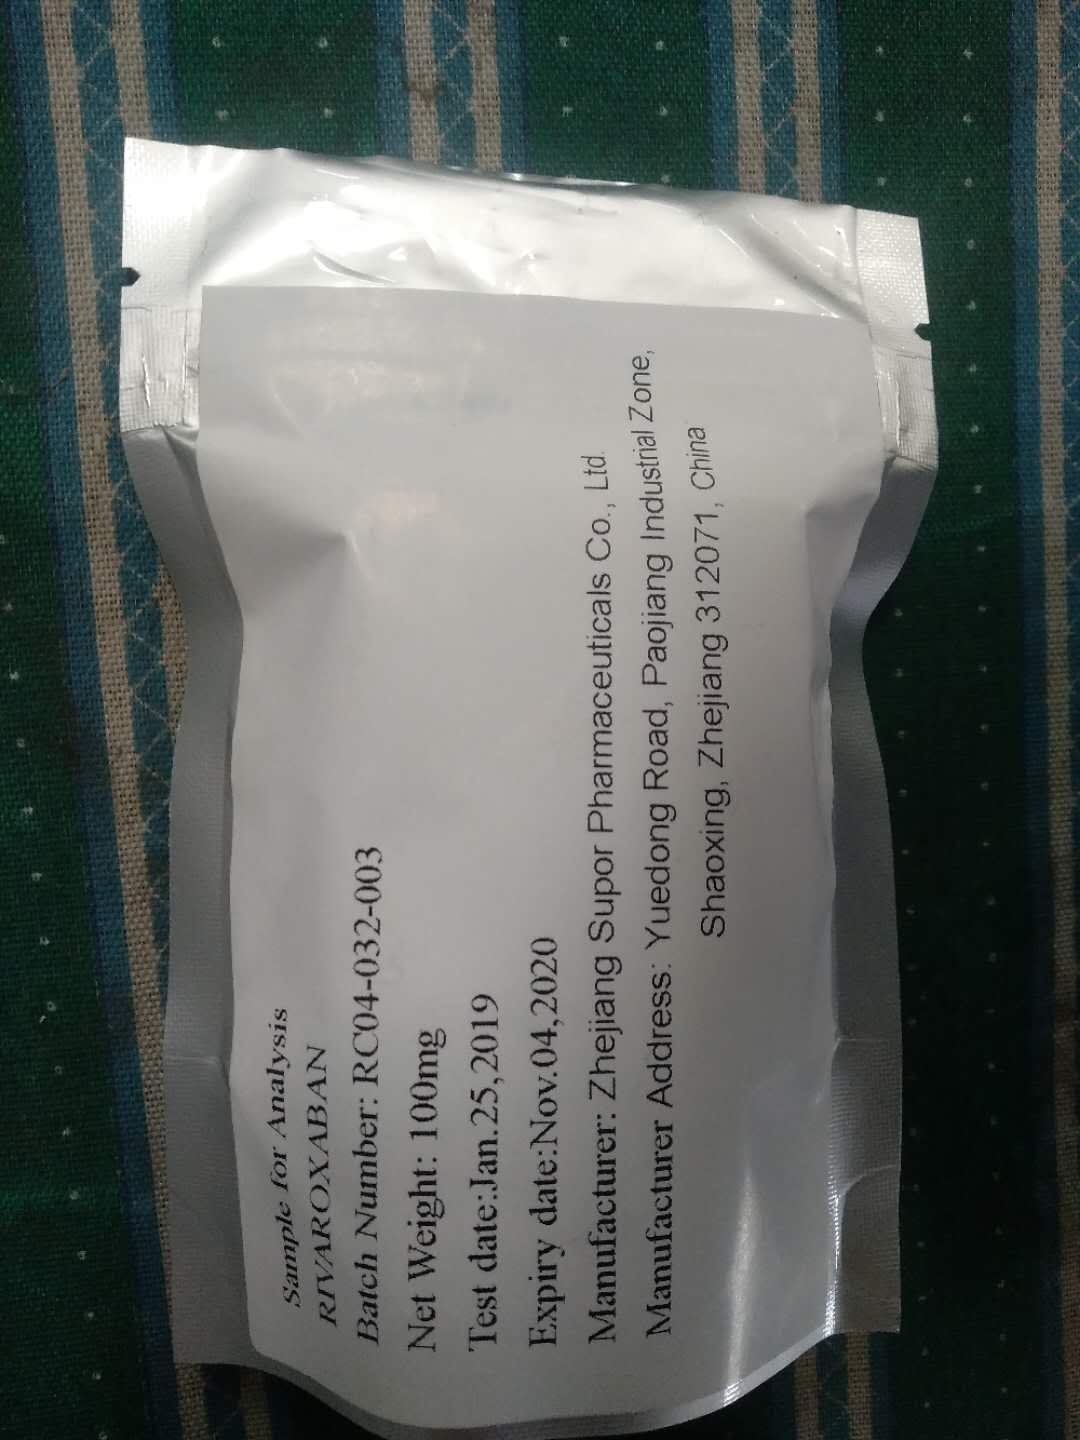 Sample for Analysis
RIVAROXABAN
Batch Number: RC04-032-003
Net Weight: 100mg
Test date:Jan.25,2019
Expiry date:Nov.04,2020
Manufacturer: Zhejiang Supor Pharmaceuticals Co., Ltd.
Manufacturer Address: Yuedong Road, Paojiang Industrial Zone,
Shaoxing, Zhejiang 312071, China